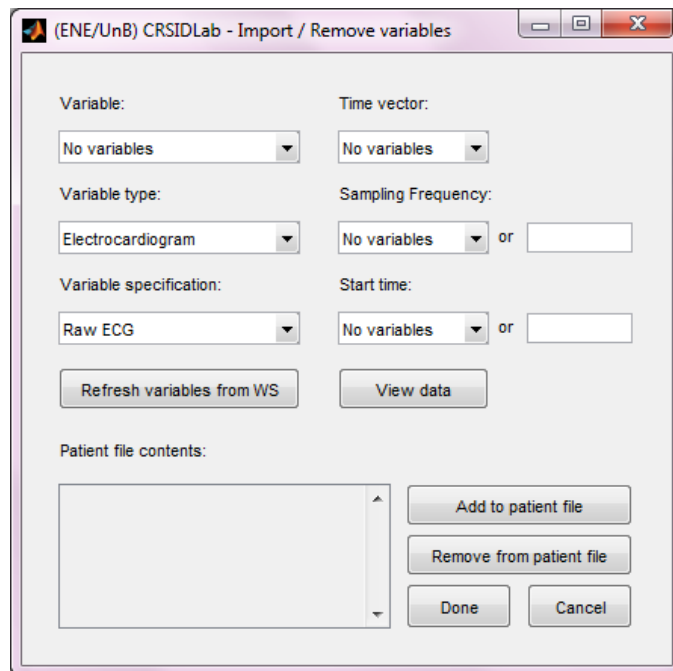 (ENE/UnB) CRSIDLab - Import / Remove variables
Variable: Time vector:
No variables No variables
Variable type: Sampling Frequency:
Electrocardiogram No variables or
Variable specification: Start time:
Raw ECG No variables or
Refresh variables from WS View data
Patient file contents:
Add to patient file
Remove from patient file
Done Cancel